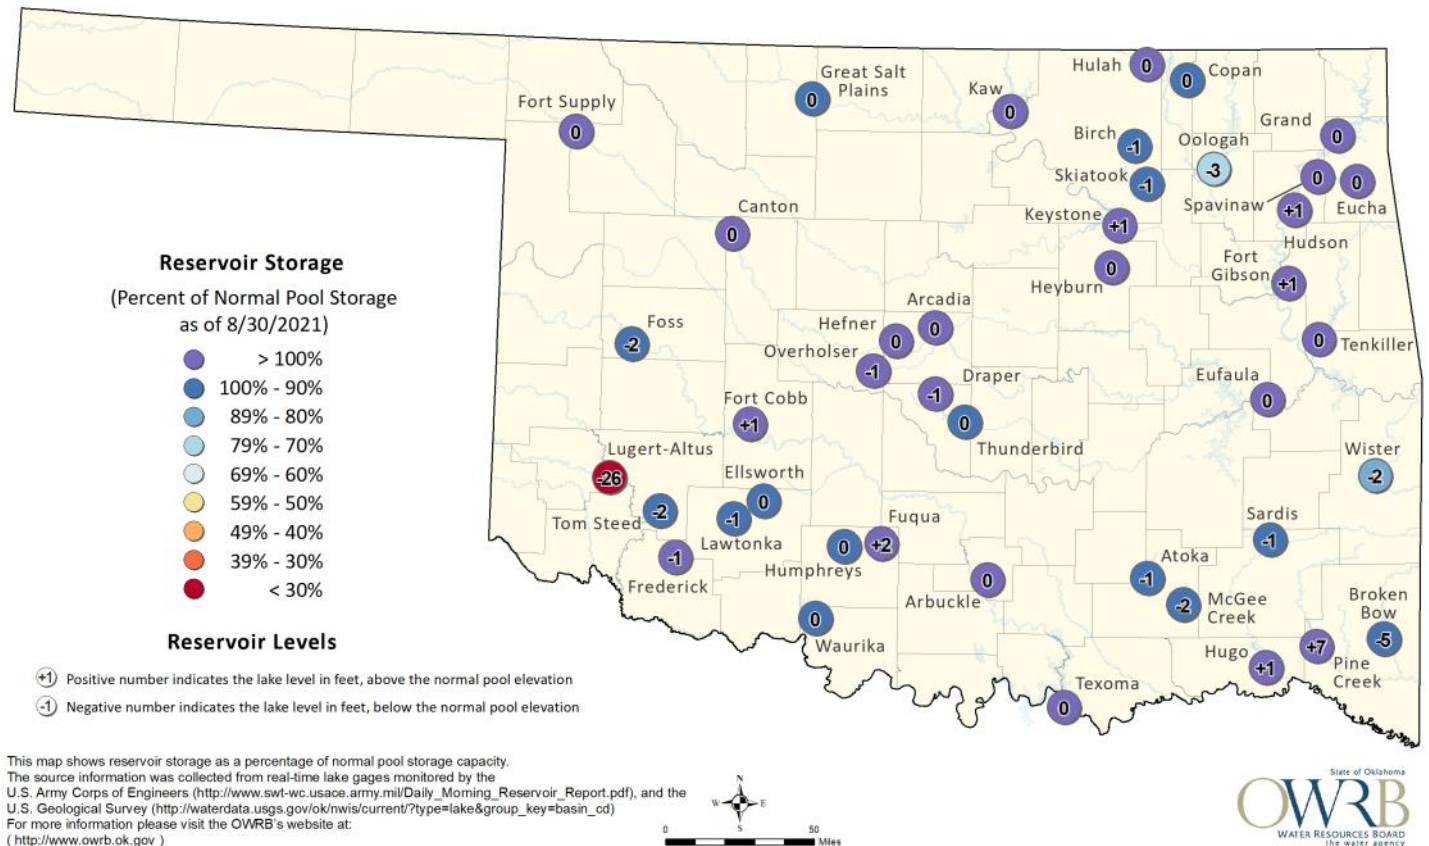 Hulah
0
0
Copan
Great Salt
Plains
0
Kaw
0
Fort Supply
0
Grand
0
Birch
-1
Oologah
-3
Skiatook
-1
0
0
Spavinaw
Eucha
+1
Hudson
Canton
0
Keystone
+1
Fort
Gibson
+1
Heyburn
0
Arcadia
0
Hefner
0
Foss
-2
Overholser
-1
0
Tenkiller
Draper
-1
Eufaula
0
Fort Cobb
+1
0
Thunderbird
Lugert-Altus
-26
Ellsworth
0
Wister
-2
Tom Steed
-2
-1
Lawtonka
Fuqua
+2
0
Humphreys
Sardis
-1
-1
Frederick
Atoka
-1
0
Arbuckle
-2
McGee
Creek
Broken
Bow
-5
0
Waurika
Hugo
+1
+7
Pine
Creek
Texoma
0
Reservoir Storage
(Percent of Normal Pool Storage
as of 8/30/2021)
> 100%
100% - 90%
89% - 80%
79% - 70%
69% - 60%
59% - 50%
49% - 40%
39% - 30%
< 30%
Reservoir Levels
+1 Positive number indicates the lake level in feet, above the normal pool elevation
-1 Negative number indicates the lake level in feet, below the normal pool elevation
This map shows reservoir storage as a percentage of normal pool storage capacity.
The source information was collected from real-time lake gages monitored by the
U.S. Army Corps of Engineers (http://www.swt-wc.usace.army.mil/Daily_Morning_Reservoir_Report.pdf), and the
U.S. Geological Survey (http://waterdata.usgs.gov/ok/nwis/current/?type=lake&group_key=basin_cd)
For more information please visit the OWRB's website at:
( http://www.owrb.ok.gov )
N
W
E
S
0
50
Miles
State of Oklahoma
OWRB
WATER RESOURCES BOARD
the water agency